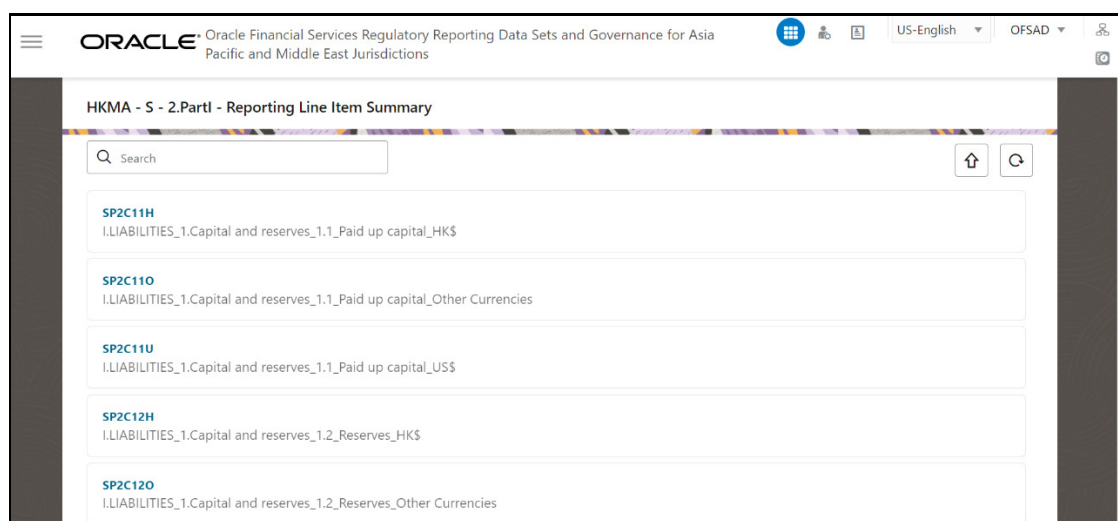 ORACLE® Oracle Financial Services Regulatory Reporting Data Sets and Governance for Asia
Pacific and Middle East Jurisdictions
US-English
OFSAD
HKMA - S - 2.PartI - Reporting Line Item Summary
Search
SP2C11H
I.LIABILITIES_1.Capital and reserves_1.1_Paid up capital_HK$
SP2C11O
I.LIABILITIES_1.Capital and reserves_1.1_Paid up capital_Other Currencies
SP2C11U
I.LIABILITIES_1.Capital and reserves_1.1_Paid up capital_US$
SP2C12H
I.LIABILITIES_1.Capital and reserves_1.2_Reserves_HK$
SP2C12O
I.LIABILITIES_1.Capital and reserves_1.2_Reserves_Other Currencies